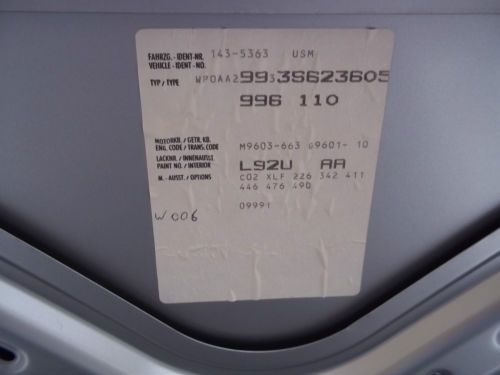 FAHRZG. - IDENT-NR. 143-5363 USM
VEHICLE - IDENT - NO.
TYP / TYPE WP0AA29933S623605
996 110
MOTORKB. / GETR. KB. M9603-663 G9601- 10
ENG. CODE / TRANS. CODE
LACKNR. / INNENAUSST. L92U AA
PAINT NO. / INTERIOR
M. - AUSST. / OPTIONS C02 XLF 226 342 411
446 476 490
09991
W006